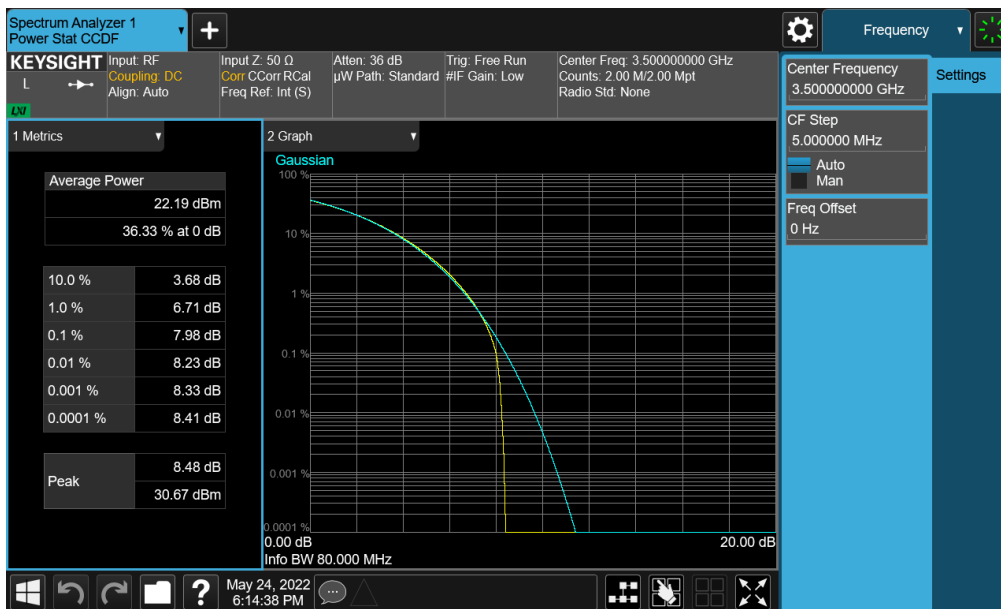 Spectrum Analyzer 1
Power Stat CCDF
Frequency
KEYSIGHT
L
LXI
Input: RF
Coupling: DC
Align: Auto
Input Z: 50 Ω
Corr CCorr RCal
Freq Ref: Int (S)
Atten: 36 dB
µW Path: Standard
Trig: Free Run
#IF Gain: Low
Center Freq: 3.500000000 GHz
Counts: 2.00 M/2.00 Mpt
Radio Std: None
Center Frequency
3.500000000 GHz
Settings
CF Step
5.000000 MHz
Auto
Man
Freq Offset
0 Hz
1 Metrics
Average Power
22.19 dBm
36.33 % at 0 dB
10.0 % 3.68 dB
1.0 % 6.71 dB
0.1 % 7.98 dB
0.01 % 8.23 dB
0.001 % 8.33 dB
0.0001 % 8.41 dB
Peak
8.48 dB
30.67 dBm
2 Graph
Gaussian
100 %
10 %
1 %
0.1 %
0.01 %
0.001 %
0.0001 %
0.00 dB
20.00 dB
Info BW 80.000 MHz
?
May 24, 2022
6:14:38 PM